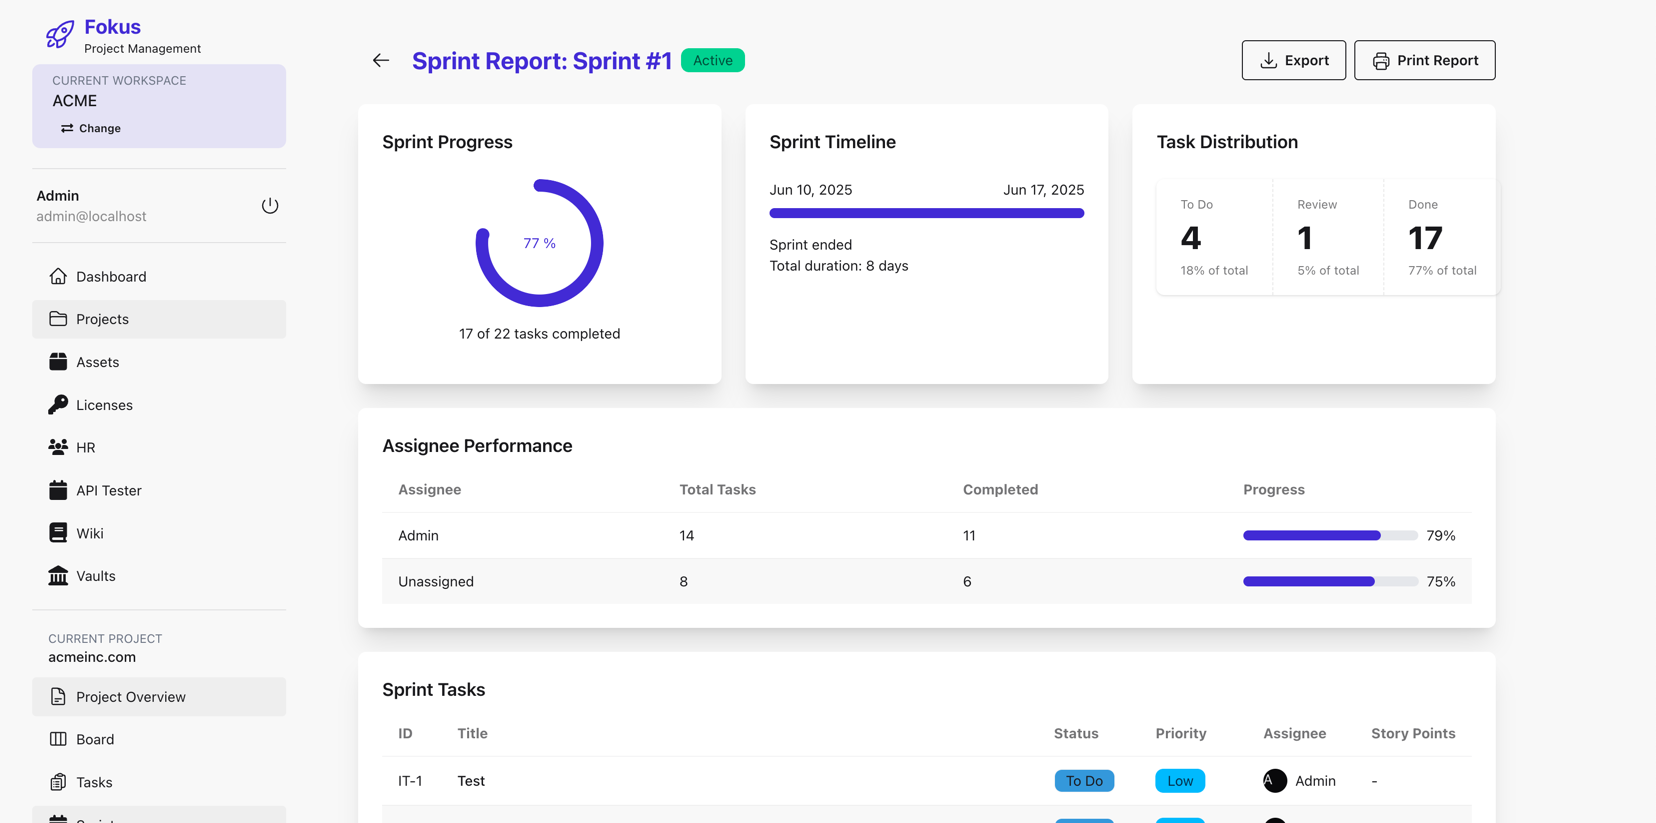 Fokus
Project Management
CURRENT WORKSPACE
ACME
Change
Admin
admin@localhost
Dashboard
Projects
Assets
Licenses
HR
API Tester
Wiki
Vaults
CURRENT PROJECT
acmeinc.com
Project Overview
Board
Tasks
Sprint Report: Sprint #1 Active
Export
Print Report
Sprint Progress
77 %
17 of 22 tasks completed
Sprint Timeline
Jun 10, 2025 Jun 17, 2025
Sprint ended
Total duration: 8 days
Task Distribution
To Do Review Done
4 1 17
18% of total 5% of total 77% of total
Assignee Performance
Assignee Total Tasks Completed Progress
Admin 14 11 79%
Unassigned 8 6 75%
Sprint Tasks
ID Title Status Priority Assignee Story Points
IT-1 Test To Do Low A Admin -